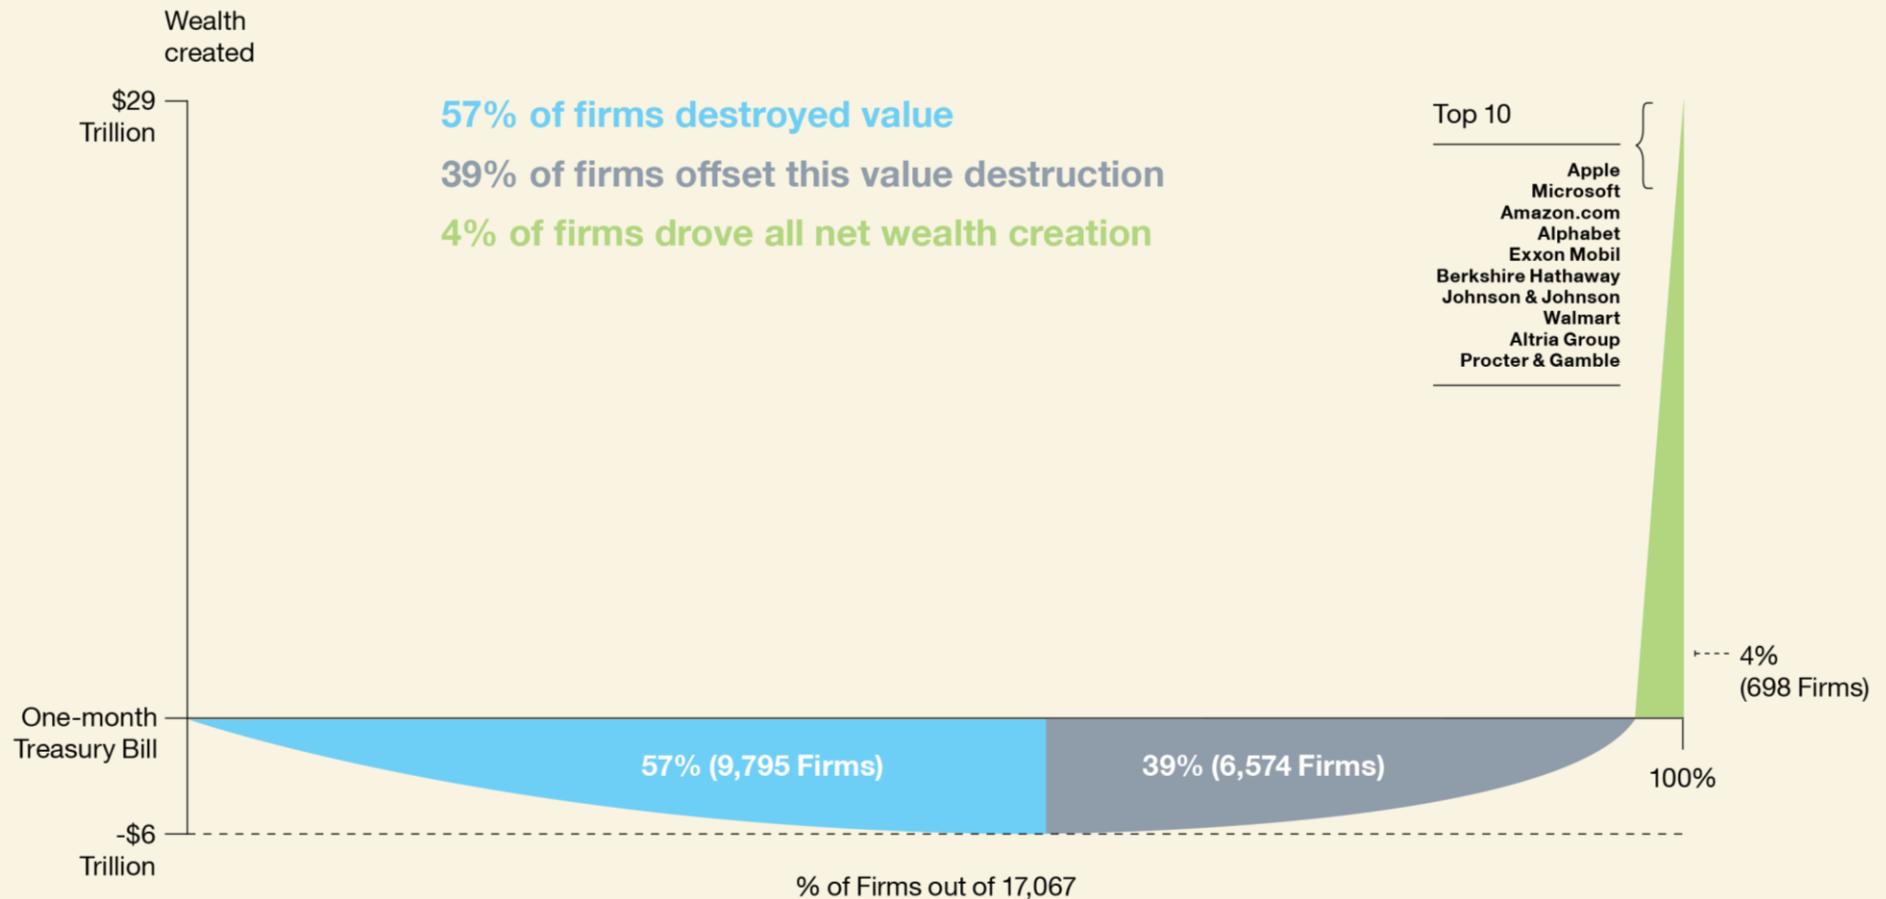 Wealth
created
$29
Trillion
57% of firms destroyed value
39% of firms offset this value destruction
4% of firms drove all net wealth creation
Top 10
Apple
Microsoft
Amazon.com
Alphabet
Exxon Mobil
Berkshire Hathaway
Johnson & Johnson
Walmart
Altria Group
Procter & Gamble
4%
(698 Firms)
One-month
Treasury Bill
57% (9,795 Firms)
39% (6,574 Firms)
100%
-$6
Trillion
% of Firms out of 17,067